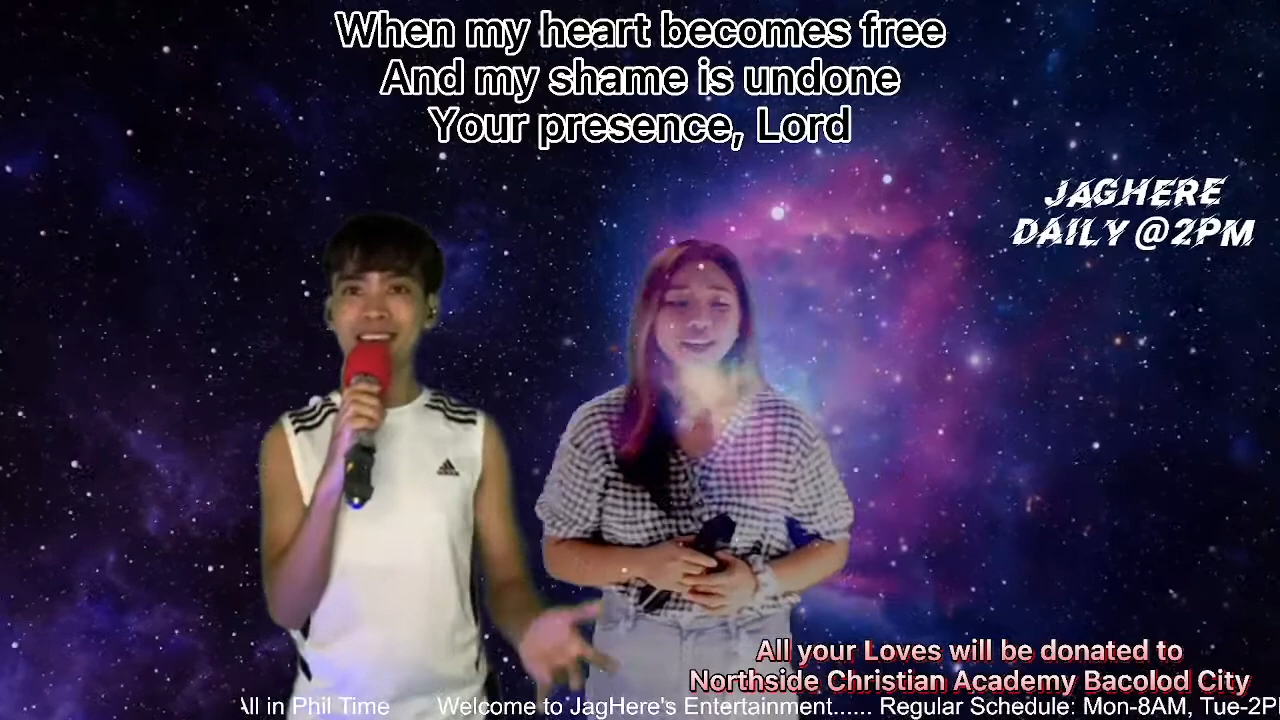 When my heart becomes free
And my shame is undone
Your presence, Lord
JAGHERE
DAILY @2PM
All your Loves will be donated to
Northside Christian Academy Bacolod City
All in Phil Time Welcome to JagHere's Entertainment...... Regular Schedule: Mon-8AM, Tue-2P